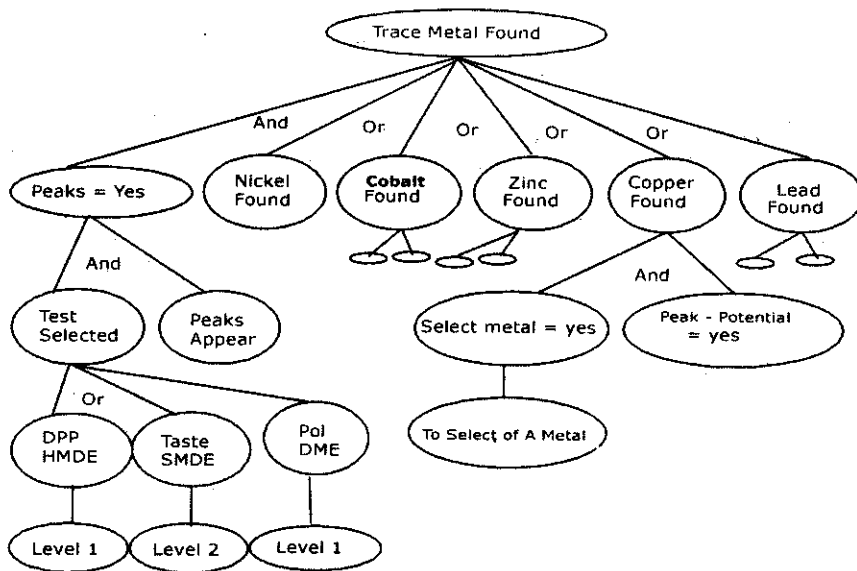 Trace Metal Found
And
Or
Or
Or
Or
Peaks = Yes
Nickel
Found
Cobalt
Found
Zinc
Found
Copper
Found
Lead
Found
And
And
Test
Selected
Peaks
Appear
Select metal = yes
Peak - Potential
= yes
Or
DPP
HMDE
Taste
SMDE
Pol
DME
To Select of A Metal
Level 1
Level 2
Level 1